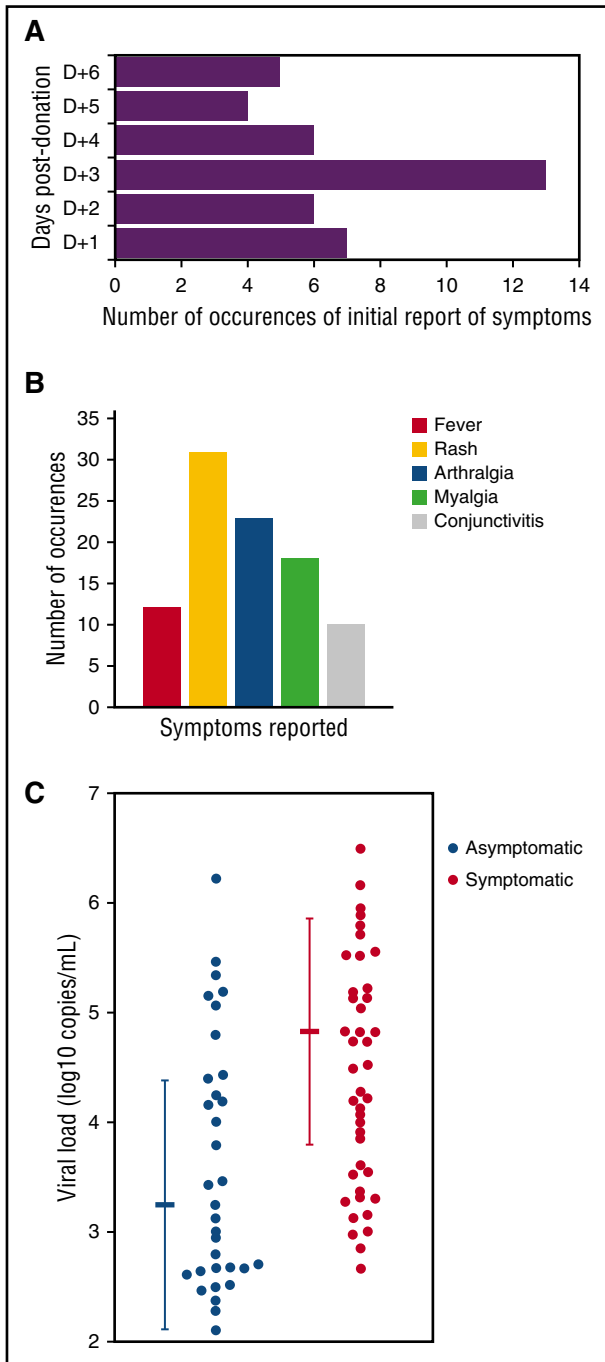 A
Days post-donation
D+6
D+5
D+4
D+3
D+2
D+1
0 2 4 6 8 10 12 14
Number of occurences of initial report of symptoms
B
Number of occurences
35
30
25
20
15
10
5
0
Symptoms reported
Fever
Rash
Arthralgia
Myalgia
Conjunctivitis
C
Viral load (log10 copies/mL)
7
6
5
4
3
2
Asymptomatic
Symptomatic